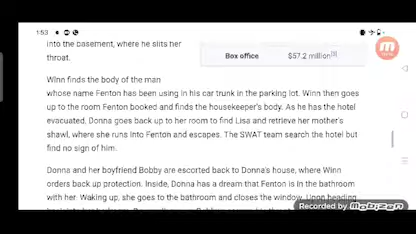 1:53
into the basement, where he slits her
throat.
Box office $57.2 million[3]
Winn finds the body of the man
whose name Fenton has been using in his car trunk in the parking lot. Winn then goes
up to the room Fenton booked and finds the housekeeper's body. As he has the hotel
evacuated, Donna goes back up to her room to find Lisa and retrieve her mother's
shawl, where she runs into Fenton and escapes. The SWAT team search the hotel but
find no sign of him.
Donna and her boyfriend Bobby are escorted back to Donna's house, where Winn
orders back up protection. Inside, Donna has a dream that Fenton is in the bathroom
with her. Waking up, she goes to the bathroom and closes the window. Upon heading
Recorded by Mobizen